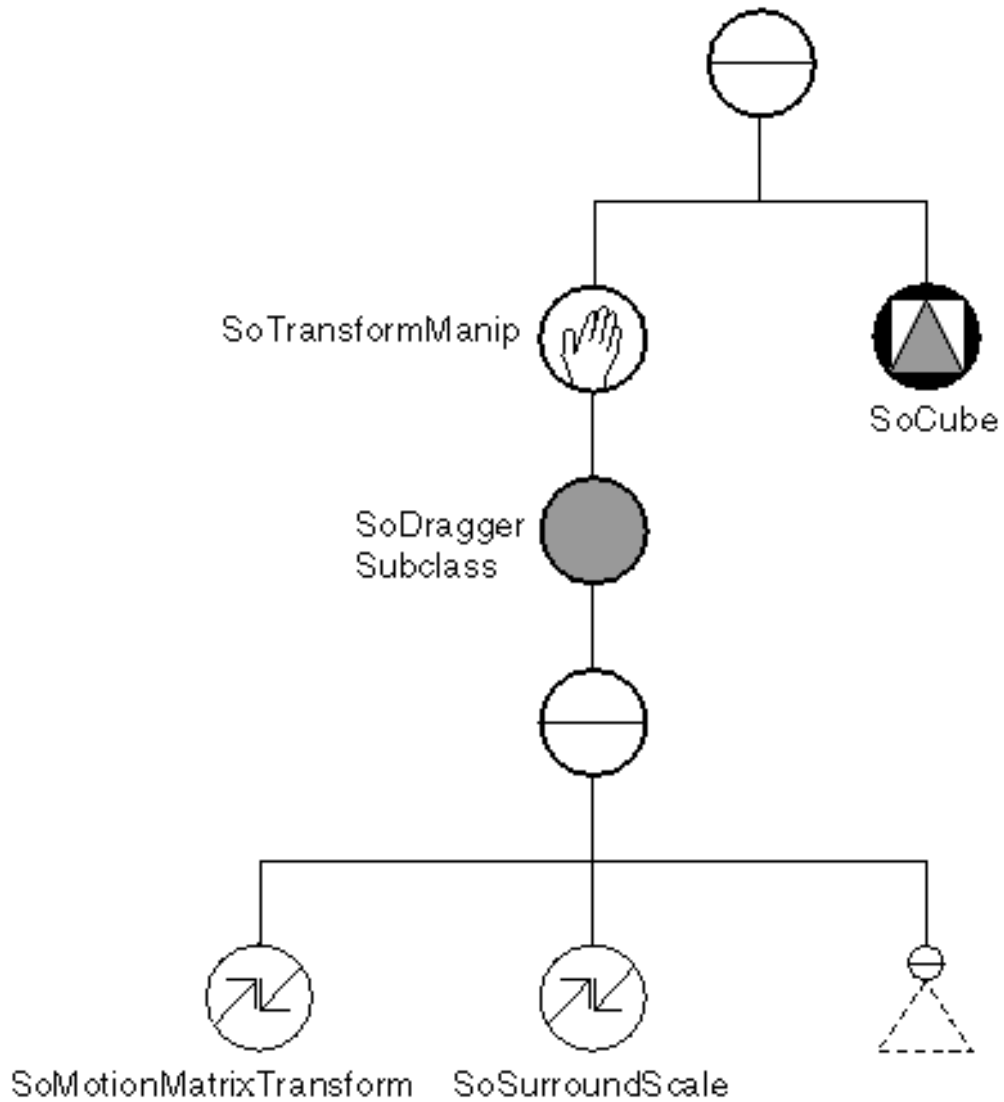 SoTransformManip
SoCube
SoDragger
Subclass
SoMotionMatrixTransform
SoSurroundScale